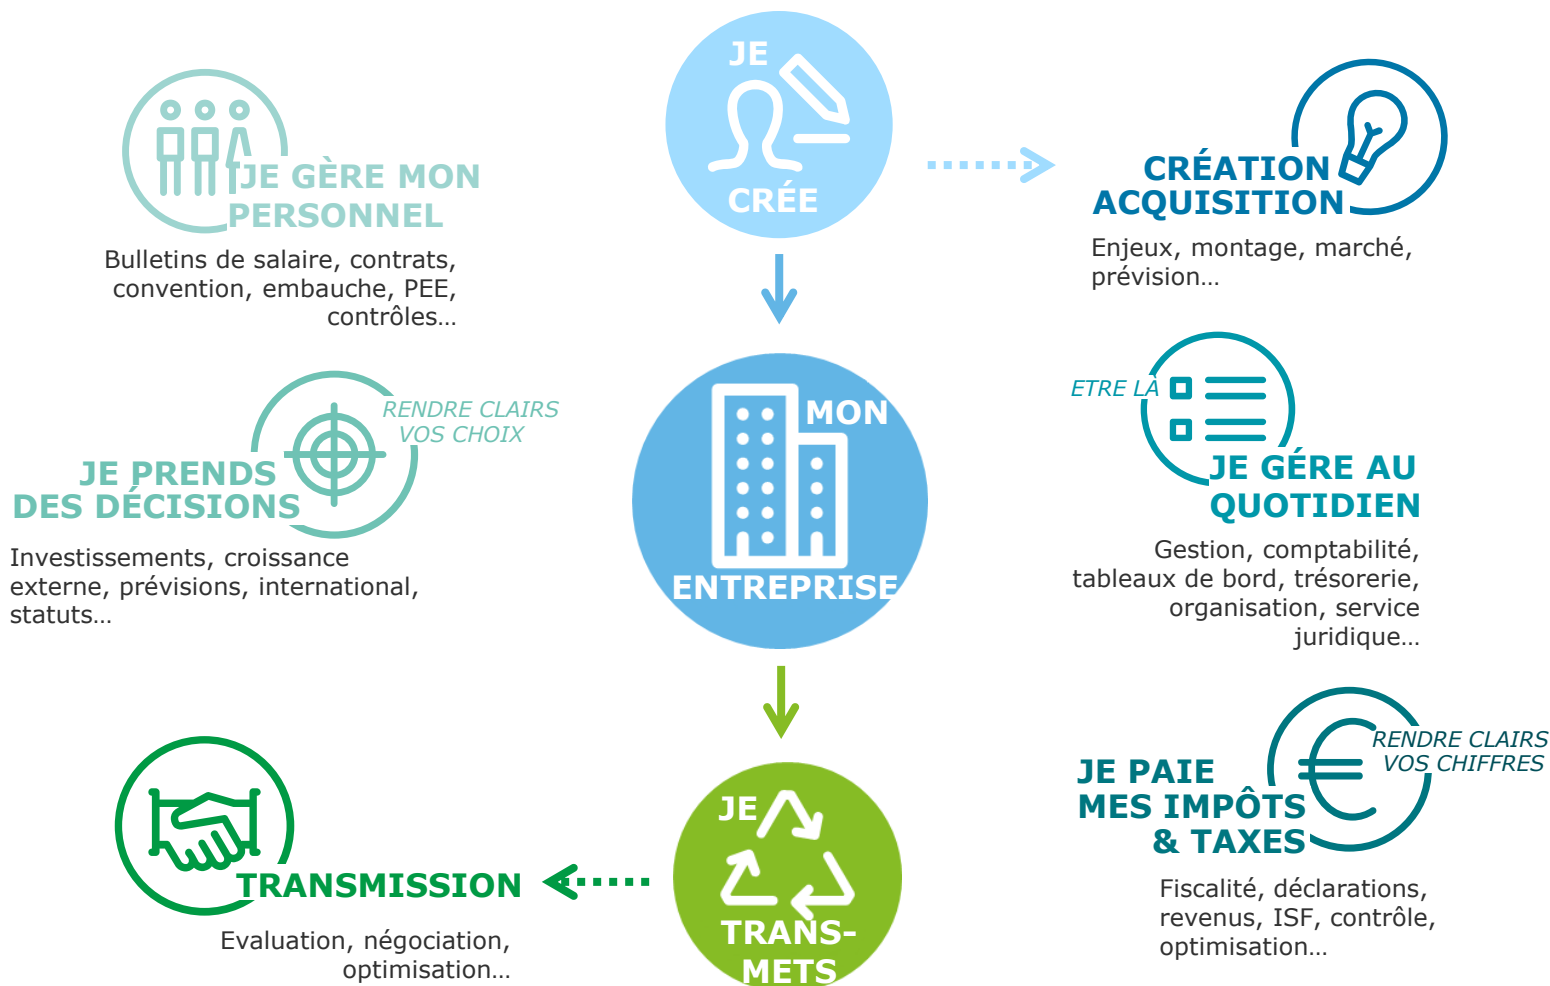 JE
CRÉE
JE GÈRE MON
PERSONNEL
Bulletins de salaire, contrats,
convention, embauche, PEE,
contrôles...
CRÉATION
ACQUISITION
Enjeux, montage, marché,
prévision...
RENDRE CLAIRS
VOS CHOIX
JE PRENDS
DES DÉCISIONS
Investissements, croissance
externe, prévisions, international,
statuts...
MON
ENTREPRISE
ETRE LÀ
JE GÉRE AU
QUOTIDIEN
Gestion, comptabilité,
tableaux de bord, trésorerie,
organisation, service
juridique...
TRANSMISSION
Evaluation, négociation,
optimisation...
JE
TRANS-
METS
RENDRE CLAIRS
VOS CHIFFRES
JE PAIE
MES IMPÔTS
& TAXES
Fiscalité, déclarations,
revenus, ISF, contrôle,
optimisation...